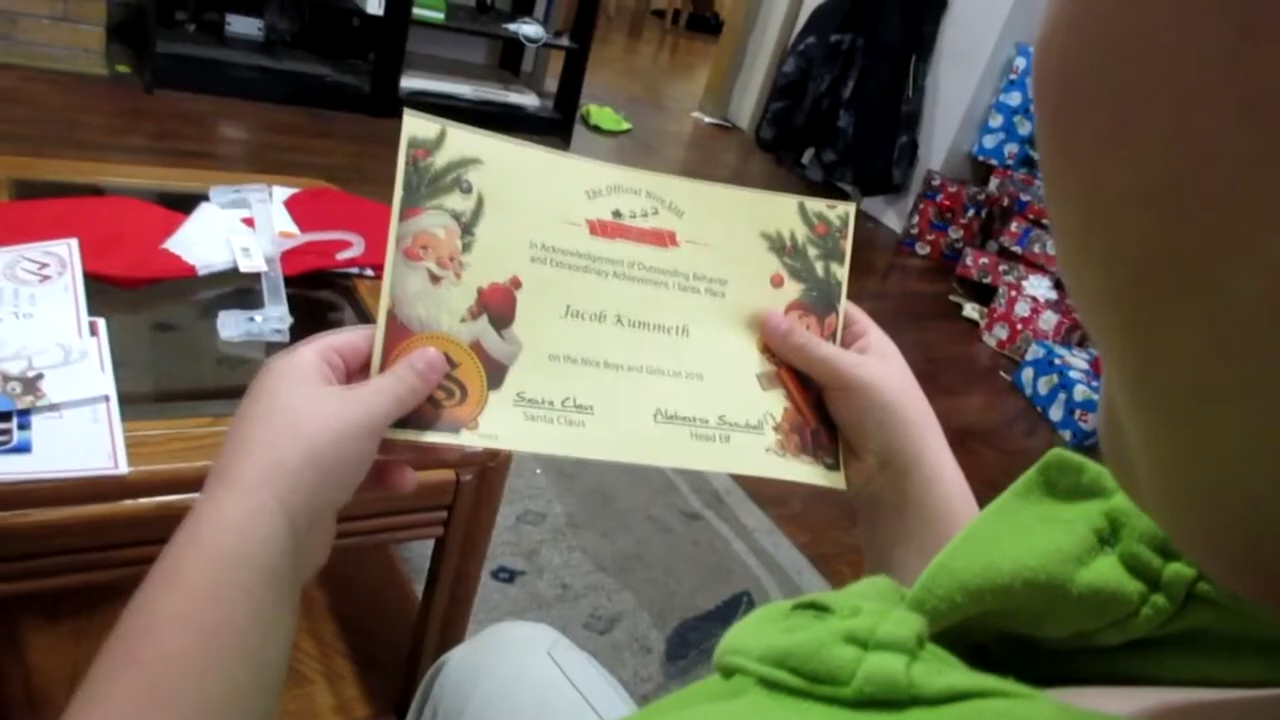 The Official Nice List
In Acknowledgement of Outstanding Behavior
and Extraordinary Achievement, I Santa, Place
Jacob Kummeth
on the Nice Boys and Girls List 2016
Santa Claus
Santa Claus
Alabaster Snowball
Head Elf
S